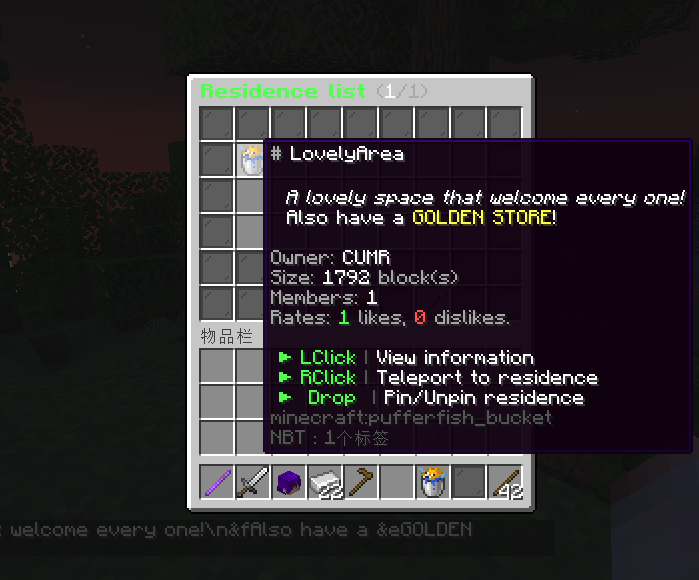 Residence list (1/1)
# LovelyArea
A lovely space that welcome every one!
Also have a GOLDEN STORE!
Owner: CUMR
Size: 1792 block(s)
Members: 1
Rates: 1 likes, 0 dislikes.
► LClick | View information
► RClick | Teleport to residence
► Drop | Pin/Unpin residence
minecraft:pufferfish_bucket
NBT：1个标签
物品栏
22
42
welcome every one!\n&fAlso have a &eGOLDEN